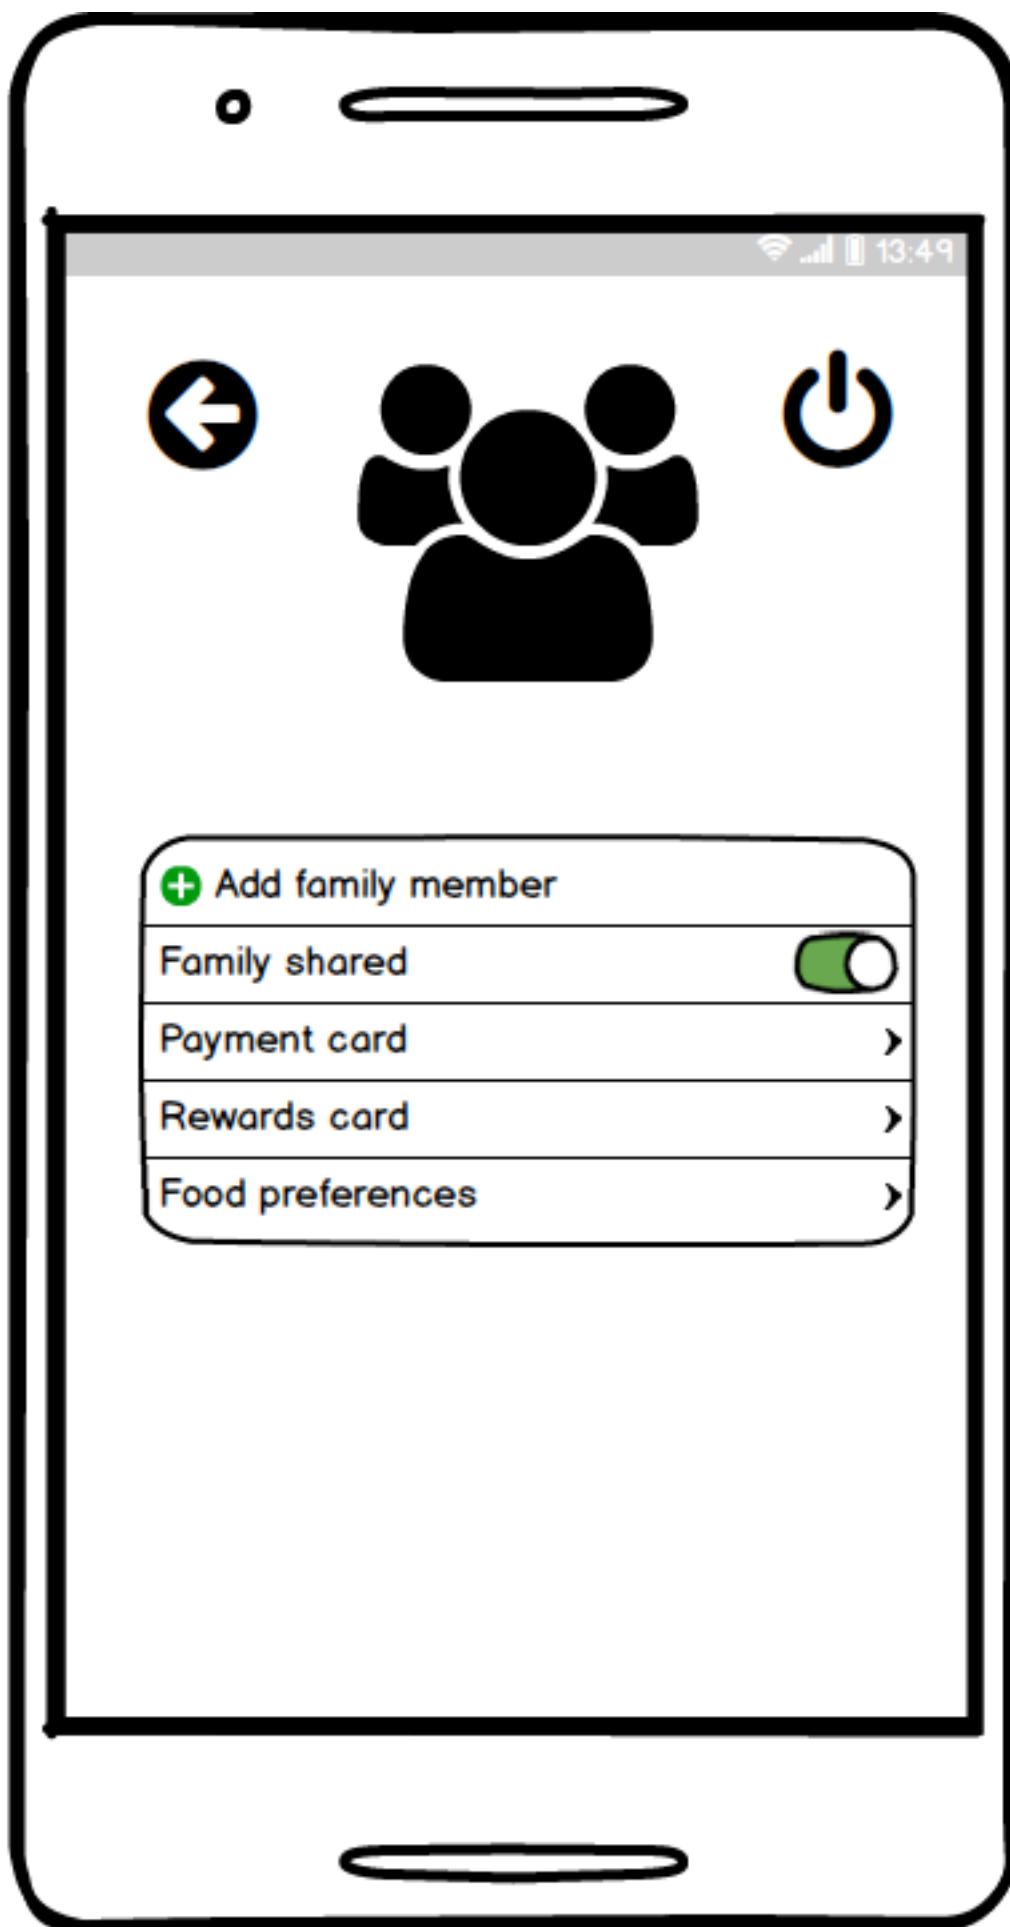 13:49
Add family member
Family shared
Payment card
Rewards card
Food preferences